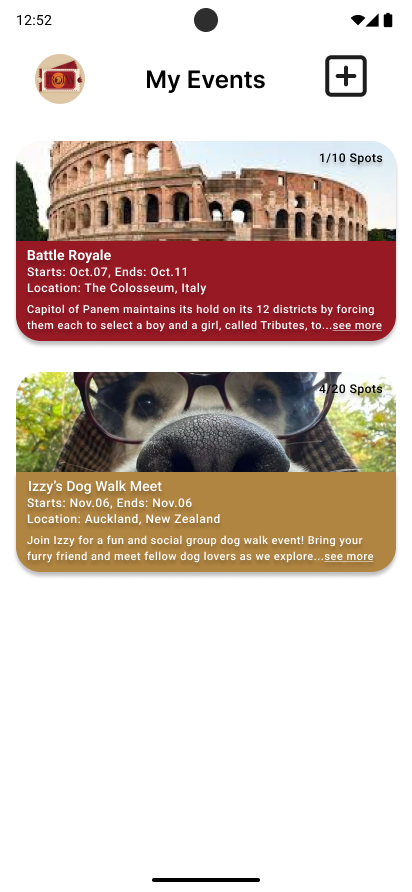 12:52
My Events
1/10 Spots
Battle Royale
Starts: Oct.07, Ends: Oct.11
Location: The Colosseum, Italy
Capitol of Panem maintains its hold on its 12 districts by forcing
them each to select a boy and a girl, called Tributes, to...see more
4/20 Spots
Izzy’s Dog Walk Meet
Starts: Nov.06, Ends: Nov.06
Location: Auckland, New Zealand
Join Izzy for a fun and social group dog walk event! Bring your
furry friend and meet fellow dog lovers as we explore...see more